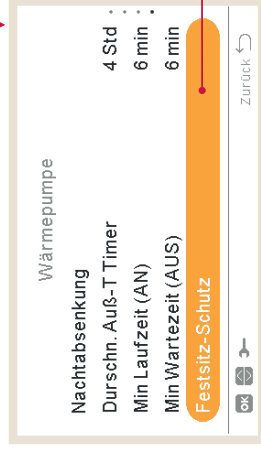 Wärmepumpe
Nachtabsenkung
Durschn. Auß-T Timer 4 Std
Min Laufzeit (AN) 6 min
Min Wartezeit (AUS) 6 min
Festsitz-Schutz
OK Zurück